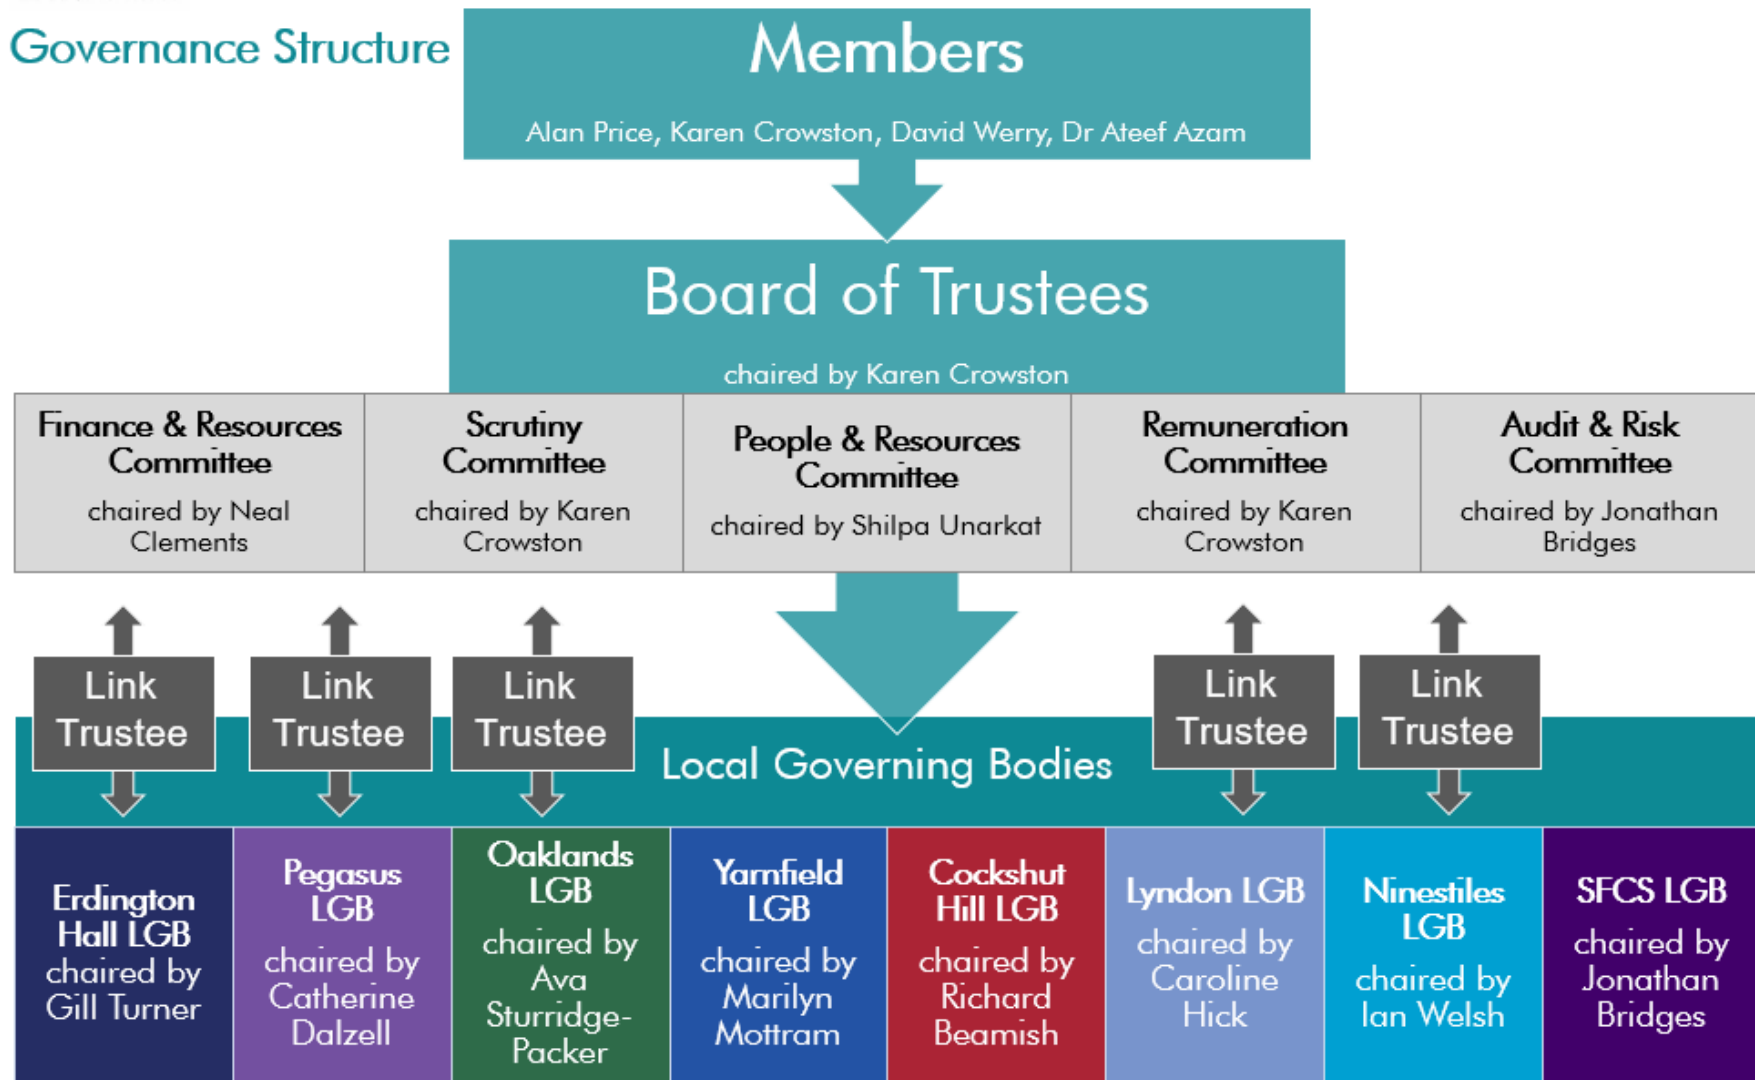 Governance Structure
Members
Alan Price, Karen Crowston, David Werry, Dr Ateef Azam
Board of Trustees
chaired by Karen Crowston
Finance & Resources
Committee
chaired by Neal
Clements
Scrutiny
Committee
chaired by Karen
Crowston
People & Resources
Committee
chaired by Shilpa Unarkat
Remuneration
Committee
chaired by Karen
Crowston
Audit & Risk
Committee
chaired by Jonathan
Bridges
Link
Trustee
Link
Trustee
Link
Trustee
Link
Trustee
Link
Trustee
Local Governing Bodies
Erdington
Hall LGB
chaired by
Gill Turner
Pegasus
LGB
chaired by
Catherine
Dalzell
Oaklands
LGB
chaired by
Ava
Sturridge-
Packer
Yarnfield
LGB
chaired by
Marilyn
Mottram
Cockshut
Hill LGB
chaired by
Richard
Beamish
Lyndon LGB
chaired by
Caroline
Hick
Ninestiles
LGB
chaired by
Ian Welsh
SFCS LGB
chaired by
Jonathan
Bridges